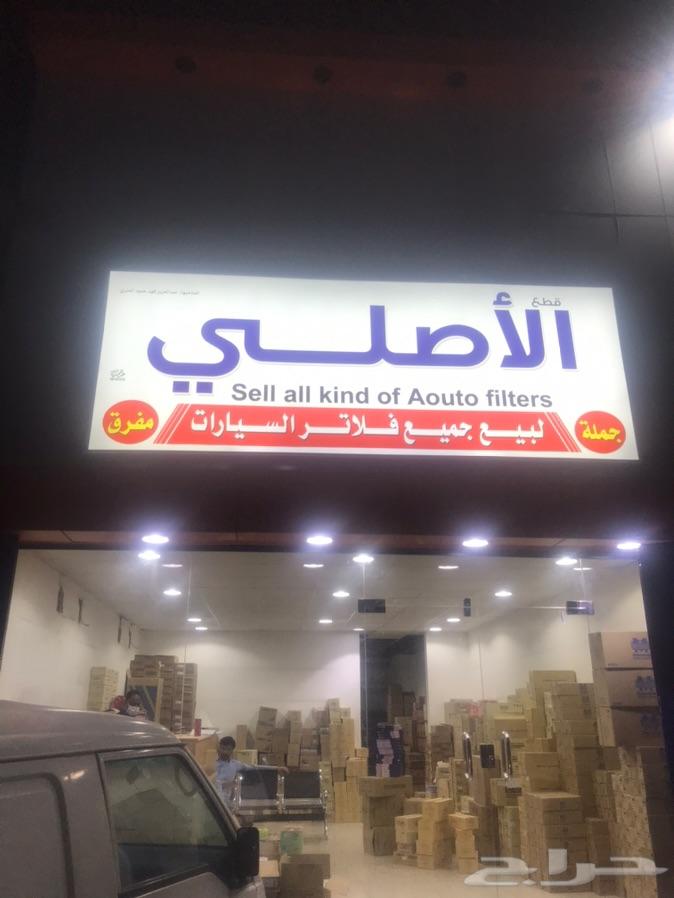 قطع
الأصلي
Sell all kind of Aouto filters
جملة
لبيع جميع فلاتر السيارات
مفرق
حراج